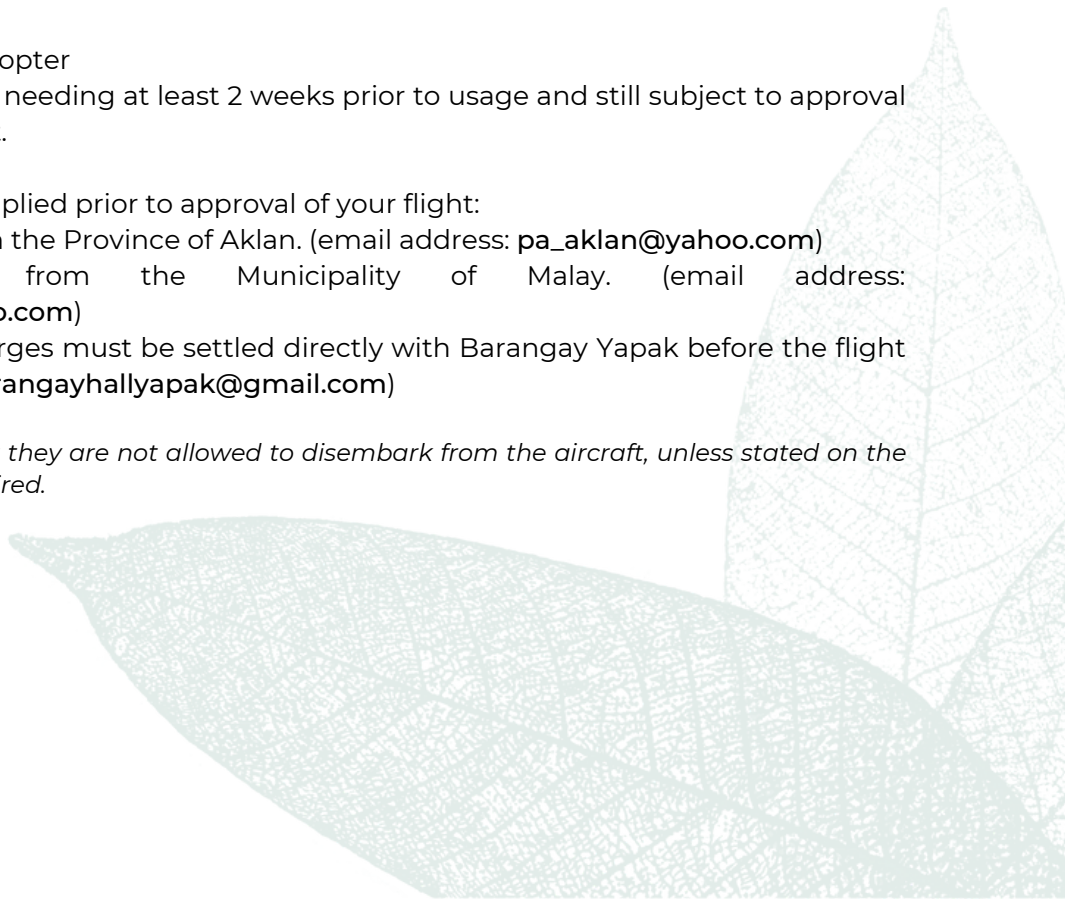 opter
needing at least 2 weeks prior to usage and still subject to approval
.
plied prior to approval of your flight:
the Province of Aklan. (email address: pa_aklan@yahoo.com)
from the Municipality of Malay. (email address:
o.com)
rges must be settled directly with Barangay Yapak before the flight
rangayhallyapak@gmail.com)
they are not allowed to disembark from the aircraft, unless stated on the
red.